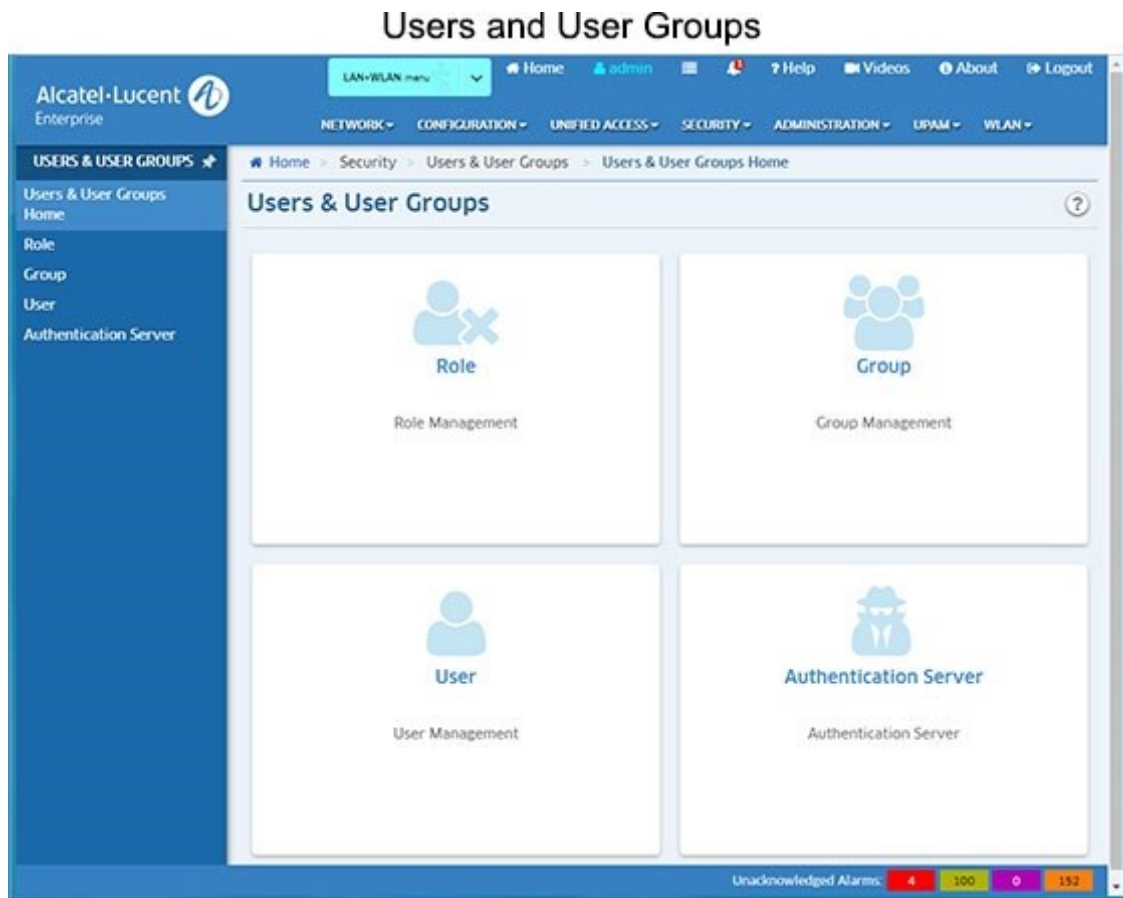 Users and User Groups
Alcatel·Lucent
Enterprise
LAN+WLAN menu
Home admin 1 ? Help Videos About Logout
NETWORK CONFIGURATION UNIFIED ACCESS SECURITY ADMINISTRATION UPAM WLAN
USERS & USER GROUPS
Home > Security > Users & User Groups > Users & User Groups Home
Users & User Groups
Home
Role
Group
User
Authentication Server
Users & User Groups
?
Role
Role Management
Group
Group Management
User
User Management
Authentication Server
Authentication Server
Unacknowledged Alarms: 4 100 0 152